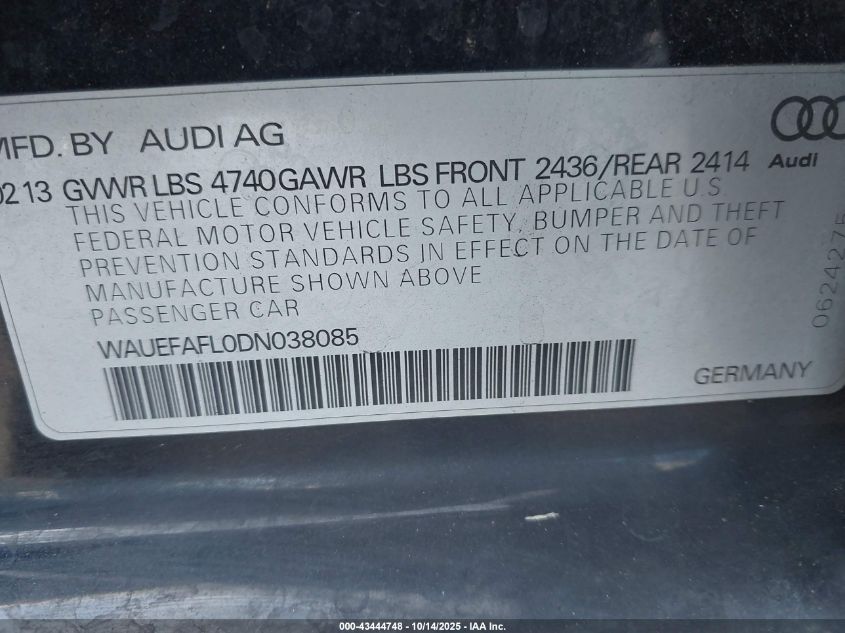 MFD. BY AUDI AG
0213 GVWR LBS 4740GAWR LBS FRONT 2436/REAR 2414
Audi
THIS VEHICLE CONFORMS TO ALL APPLICABLE U.S.
FEDERAL MOTOR VEHICLE SAFETY, BUMPER AND THEFT
PREVENTION STANDARDS IN EFFECT ON THE DATE OF
MANUFACTURE SHOWN ABOVE
PASSENGER CAR
WAUEFAFL0DN038085
GERMANY
0624275
000-43444748 - 10/14/2025 - IAA Inc.